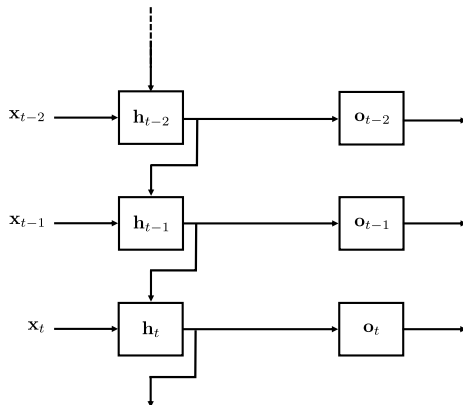 x_{t−2} h_{t−2} o_{t−2}
x_{t−1} h_{t−1} o_{t−1}
x_t h_t o_t